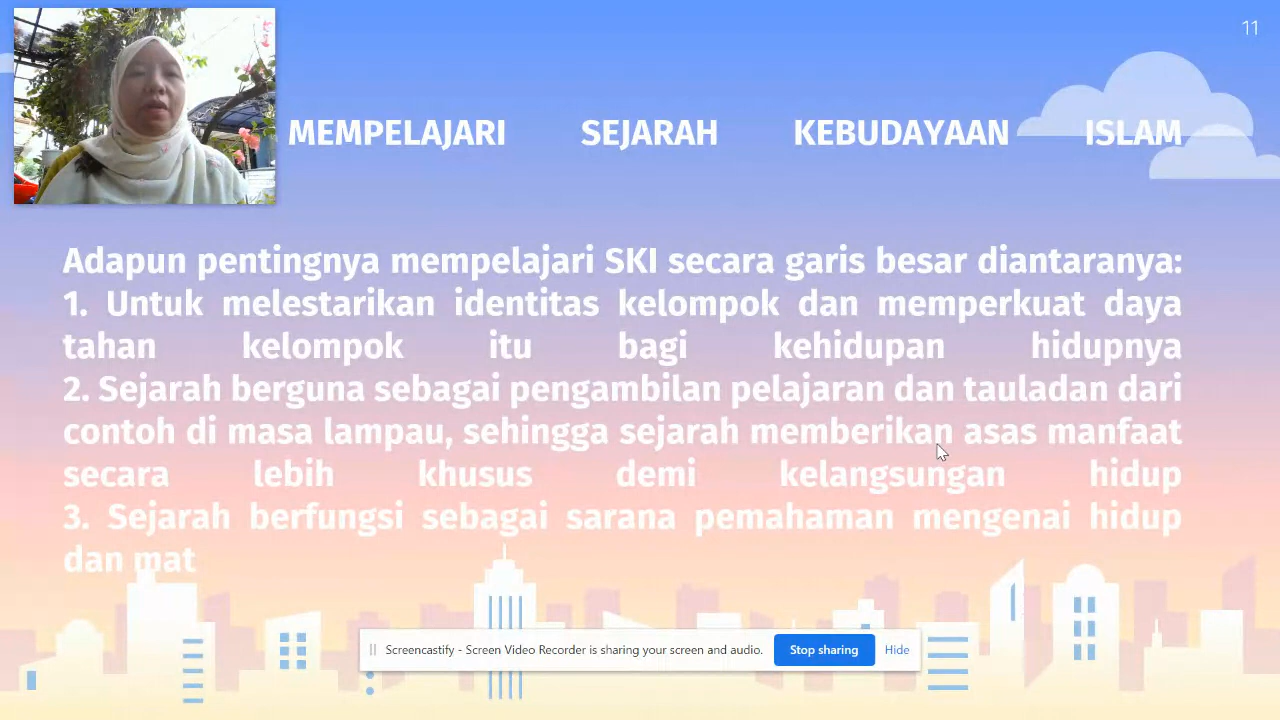 11
MEMPELAJARI SEJARAH KEBUDAYAAN ISLAM
Adapun pentingnya mempelajari SKI secara garis besar diantaranya:
1. Untuk melestarikan identitas kelompok dan memperkuat daya
tahan kelompok itu bagi kehidupan hidupnya
2. Sejarah berguna sebagai pengambilan pelajaran dan tauladan dari
contoh di masa lampau, sehingga sejarah memberikan asas manfaat
secara lebih khusus demi kelangsungan hidup
3. Sejarah berfungsi sebagai sarana pemahaman mengenai hidup
dan mat
Screencastify - Screen Video Recorder is sharing your screen and audio.
Stop sharing
Hide